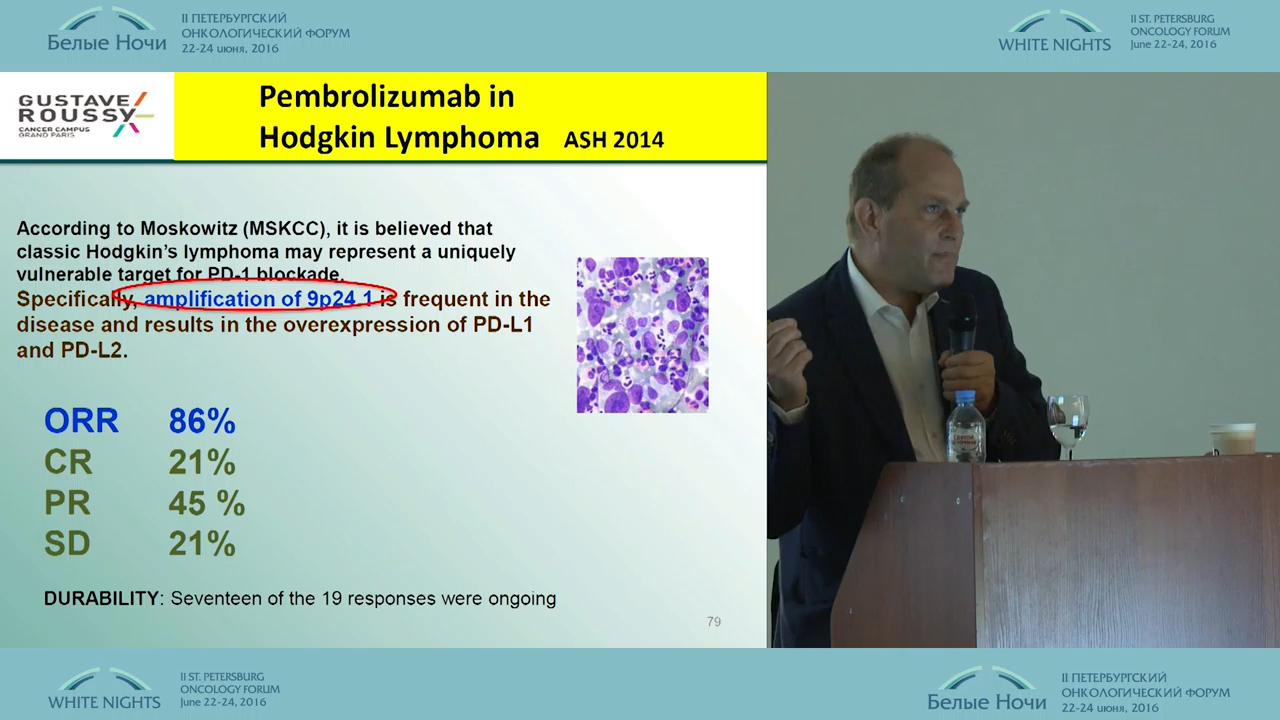 Белые Ночи
II ПЕТЕРБУРГСКИЙ
ОНКОЛОГИЧЕСКИЙ ФОРУМ
22-24 июня, 2016
WHITE NIGHTS
II ST. PETERSBURG
ONCOLOGY FORUM
June 22-24, 2016
GUSTAVE
ROUSSY
CANCER CAMPUS
GRAND PARIS
Pembrolizumab in
Hodgkin Lymphoma ASH 2014
According to Moskowitz (MSKCC), it is believed that
classic Hodgkin's lymphoma may represent a uniquely
vulnerable target for PD-1 blockade.
Specifically, amplification of 9p24.1 is frequent in the
disease and results in the overexpression of PD-L1
and PD-L2.
ORR 86%
CR 21%
PR 45 %
SD 21%
DURABILITY: Seventeen of the 19 responses were ongoing
79
WHITE NIGHTS
II ST. PETERSBURG
ONCOLOGY FORUM
June 22-24, 2016
Белые Ночи
II ПЕТЕРБУРГСКИЙ
ОНКОЛОГИЧЕСКИЙ ФОРУМ
22-24 июня, 2016